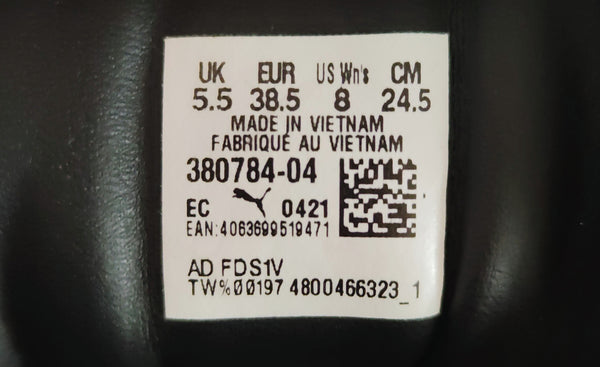 UK EUR US Wn's CM
5.5 38.5 8 24.5
MADE IN VIETNAM
FABRIQUÉ AU VIETNAM
380784-04
EC 0421
EAN:4063699519471
AD FDS1V
TW%00197 4800466323_1